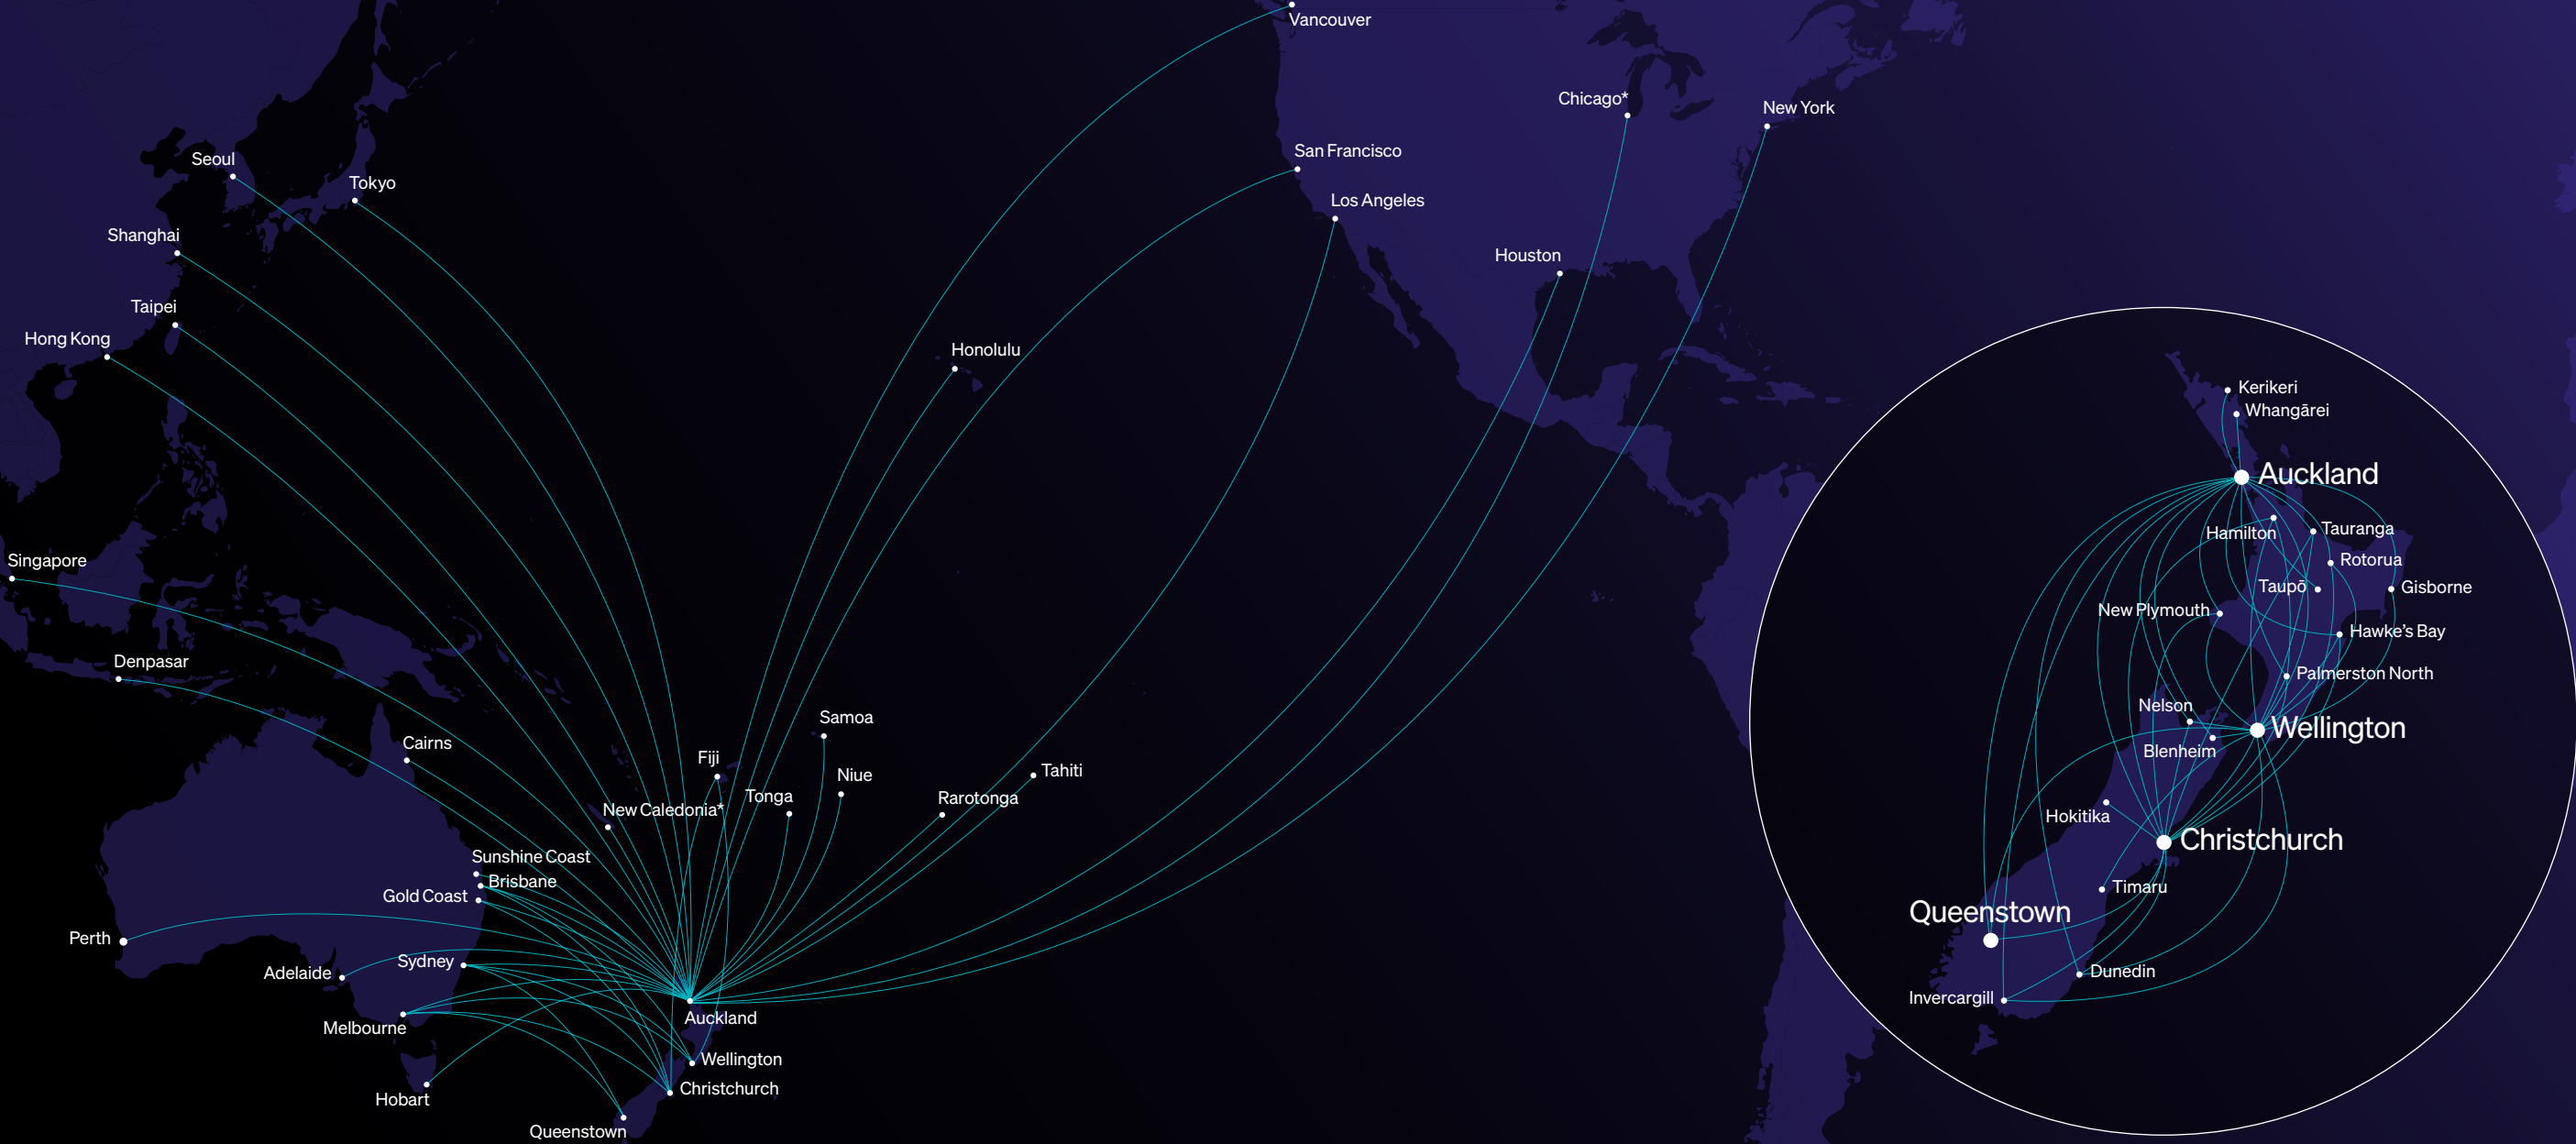 Vancouver
Chicago*
New York
San Francisco
Seoul
Tokyo
Los Angeles
Shanghai
Houston
Taipei
Hong Kong
Honolulu
Singapore
Denpasar
Samoa
Cairns
Fiji
Niue
Tahiti
New Caledonia*
Tonga
Rarotonga
Sunshine Coast
Brisbane
Gold Coast
Perth
Adelaide
Sydney
Melbourne
Auckland
Wellington
Christchurch
Hobart
Queenstown
Kerikeri
Whangārei
Auckland
Hamilton
Tauranga
Rotorua
Taupō
Gisborne
New Plymouth
Hawke's Bay
Palmerston North
Nelson
Wellington
Blenheim
Hokitika
Christchurch
Timaru
Queenstown
Dunedin
Invercargill